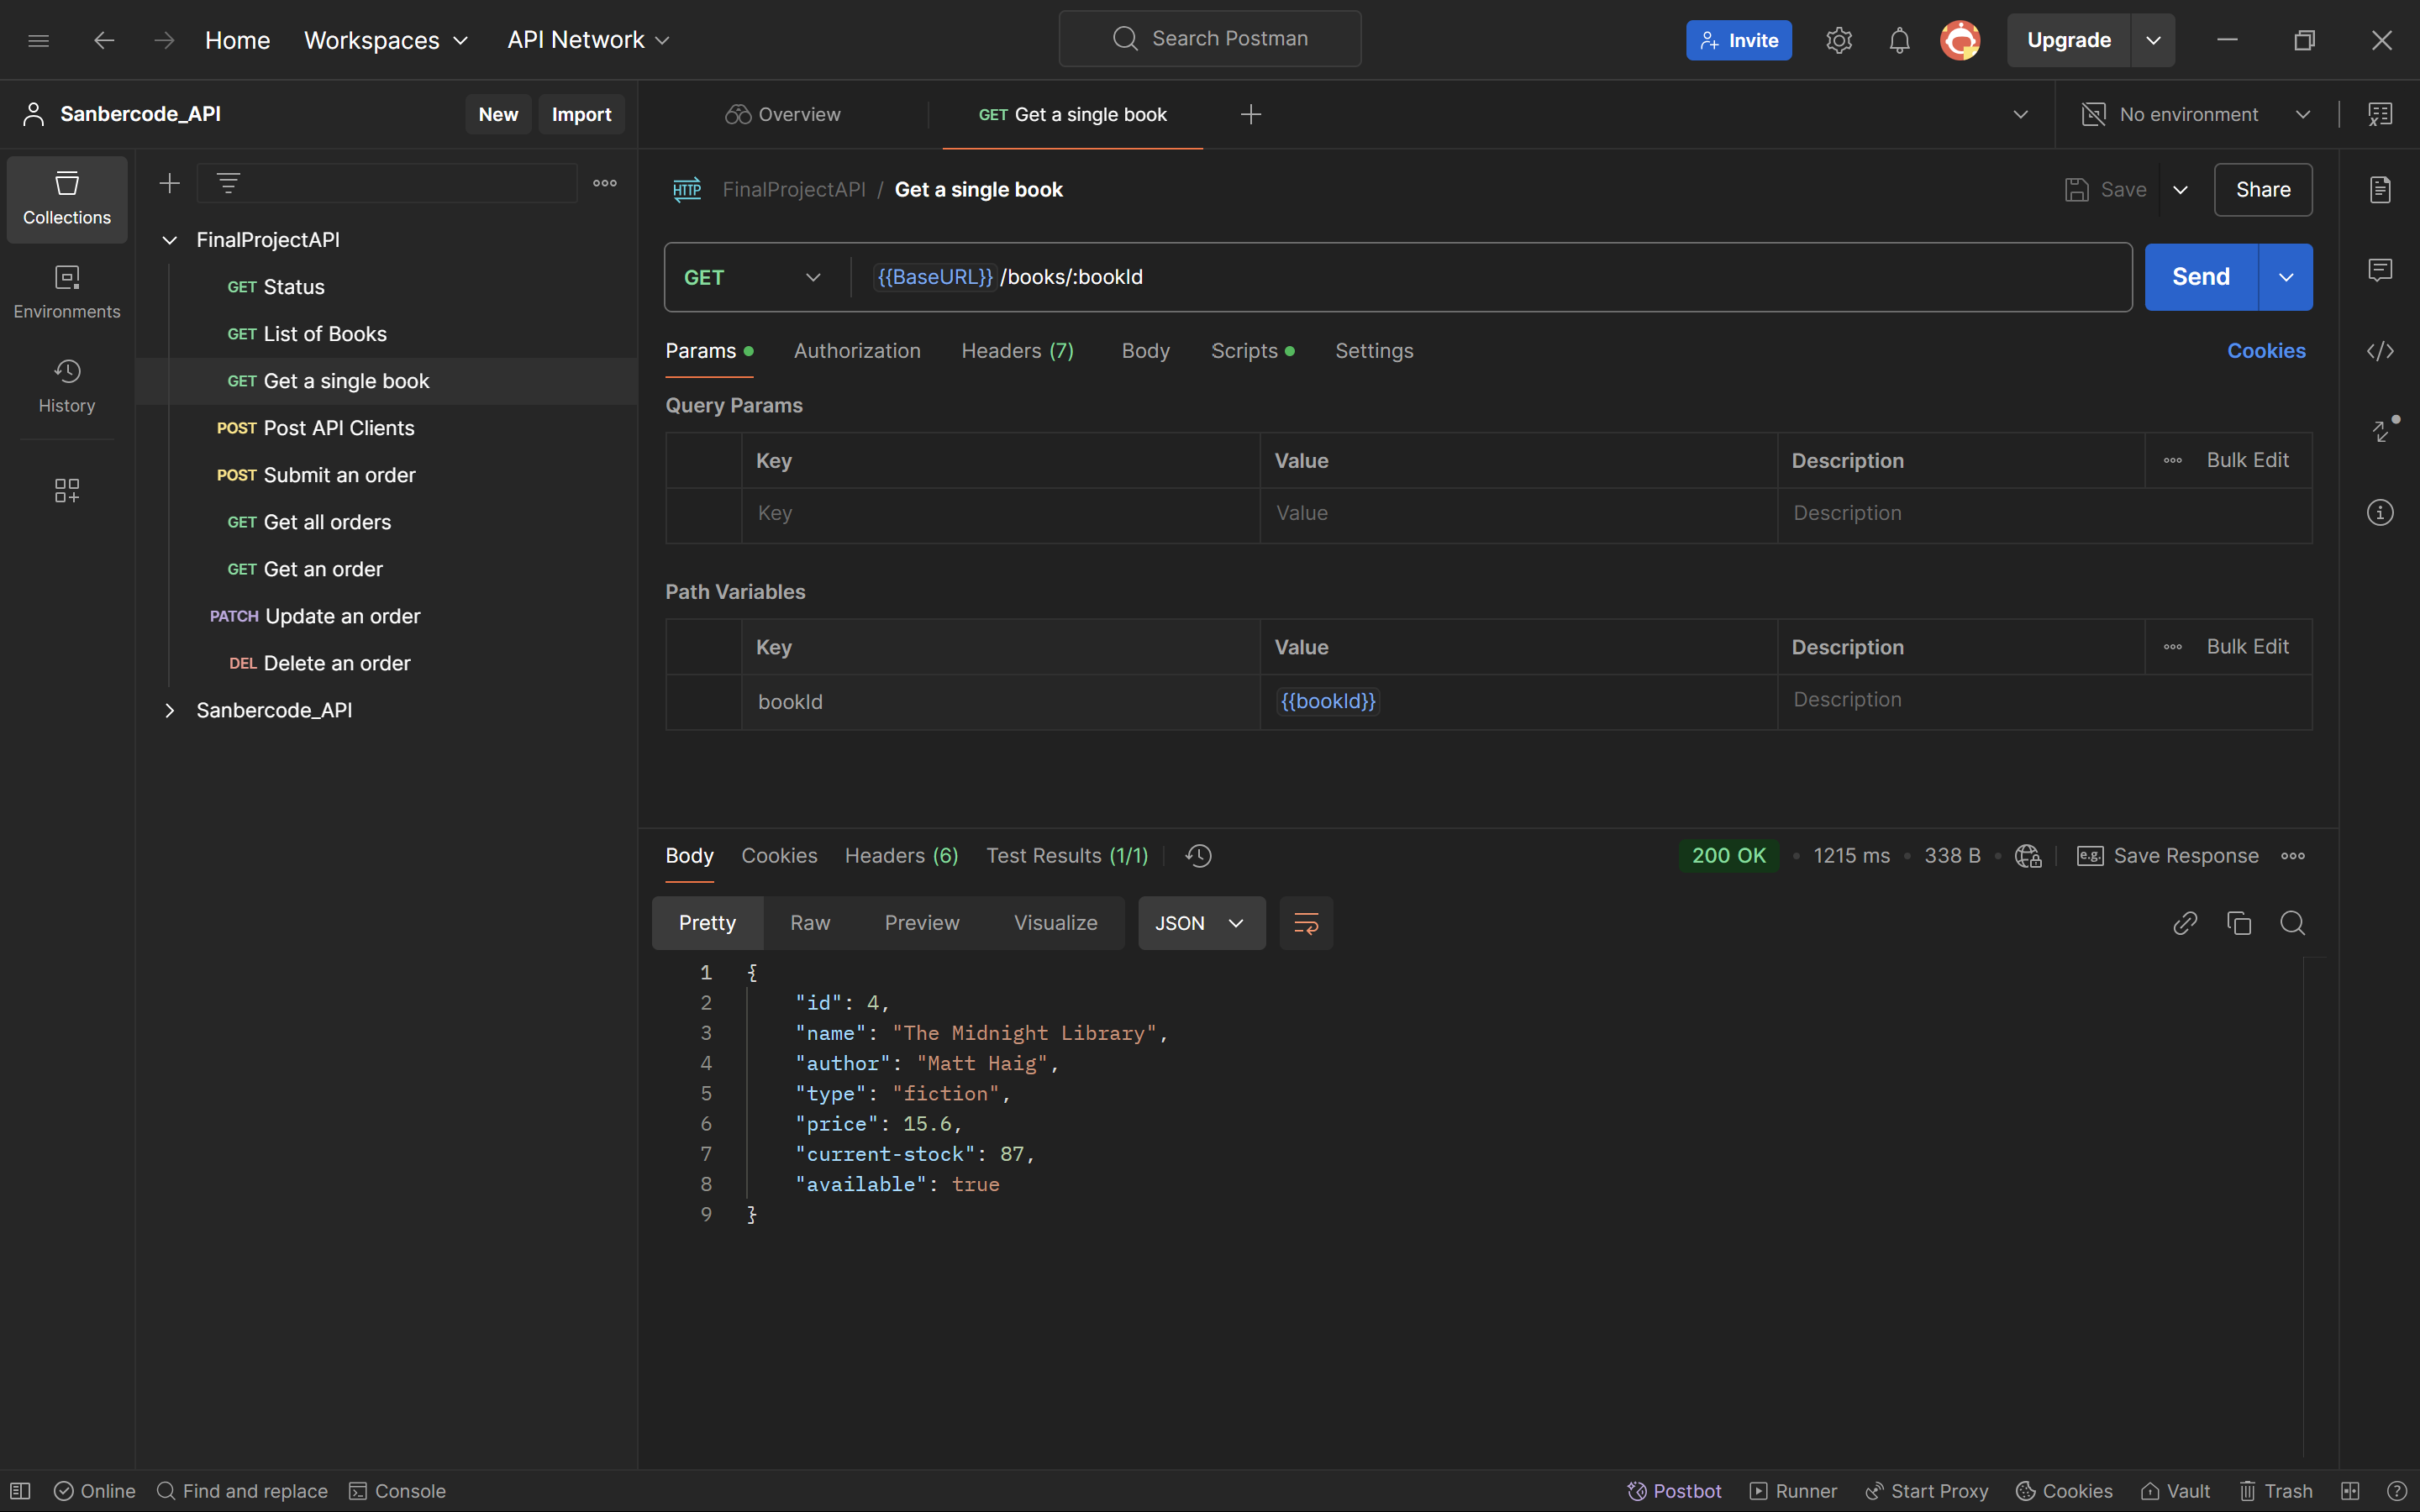 Home Workspaces API Network Search Postman Invite Upgrade
Sanbercode_API New Import
Overview GET Get a single book No environment
Collections
Environments
History
FinalProjectAPI
GET Status
GET List of Books
GET Get a single book
POST Post API Clients
POST Submit an order
GET Get all orders
GET Get an order
PATCH Update an order
DEL Delete an order
Sanbercode_API
HTTP FinalProjectAPI / Get a single book Save Share
GET {{BaseURL}} /books/:bookId Send
Params Authorization Headers (7) Body Scripts Settings Cookies
Query Params
Key Value Description Bulk Edit
Key Value Description
Path Variables
Key Value Description Bulk Edit
bookId {{bookId}} Description
Body Cookies Headers (6) Test Results (1/1) 200 OK 1215 ms 338 B e.g. Save Response
Pretty Raw Preview Visualize JSON
1 {
2 "id": 4,
3 "name": "The Midnight Library",
4 "author": "Matt Haig",
5 "type": "fiction",
6 "price": 15.6,
7 "current-stock": 87,
8 "available": true
9 }
Online Find and replace Console Postbot Runner Start Proxy Cookies Vault Trash